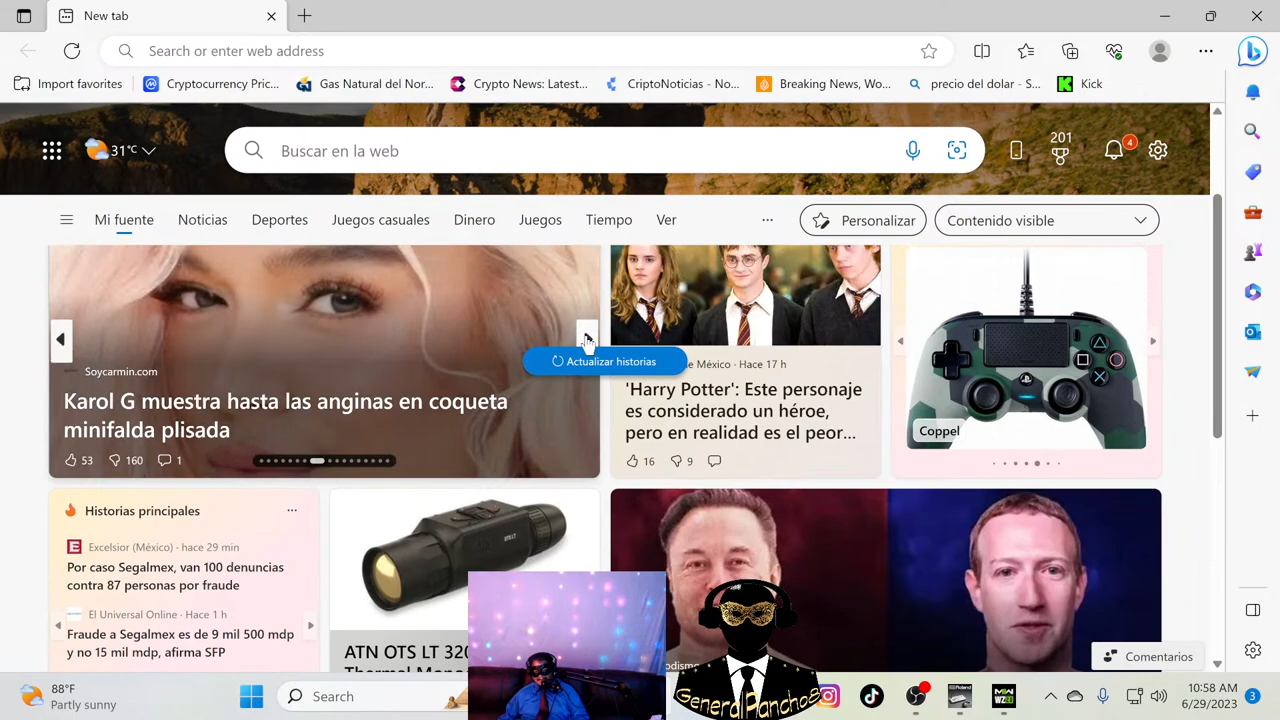 New tab
Search or enter web address
Import favorites
Cryptocurrency Pric...
Gas Natural del Nor...
Crypto News: Latest...
CriptoNoticias - No...
Breaking News, Wo...
precio del dolar - S...
Kick
31°C
Buscar en la web
201
4
Mi fuente
Noticias
Deportes
Juegos casuales
Dinero
Juegos
Tiempo
Ver
Personalizar
Contenido visible
Actualizar historias
Soycarmin.com
Karol G muestra hasta las anginas en coqueta
minifalda plisada
53
160
1
e México · Hace 17 h
'Harry Potter': Este personaje
es considerado un héroe,
pero en realidad es el peor...
16
9
Coppel
Historias principales
Excelsior (México) · hace 29 min
Por caso Segalmex, van 100 denuncias
contra 87 personas por fraude
El Universal Online · Hace 1 h
Fraude a Segalmex es de 9 mil 500 mdp
y no 15 mil mdp, afirma SFP
ATN OTS LT 320
Comentarios
88°F
Partly sunny
Search
GeneralPancho8
10:58 AM
6/29/2023
3